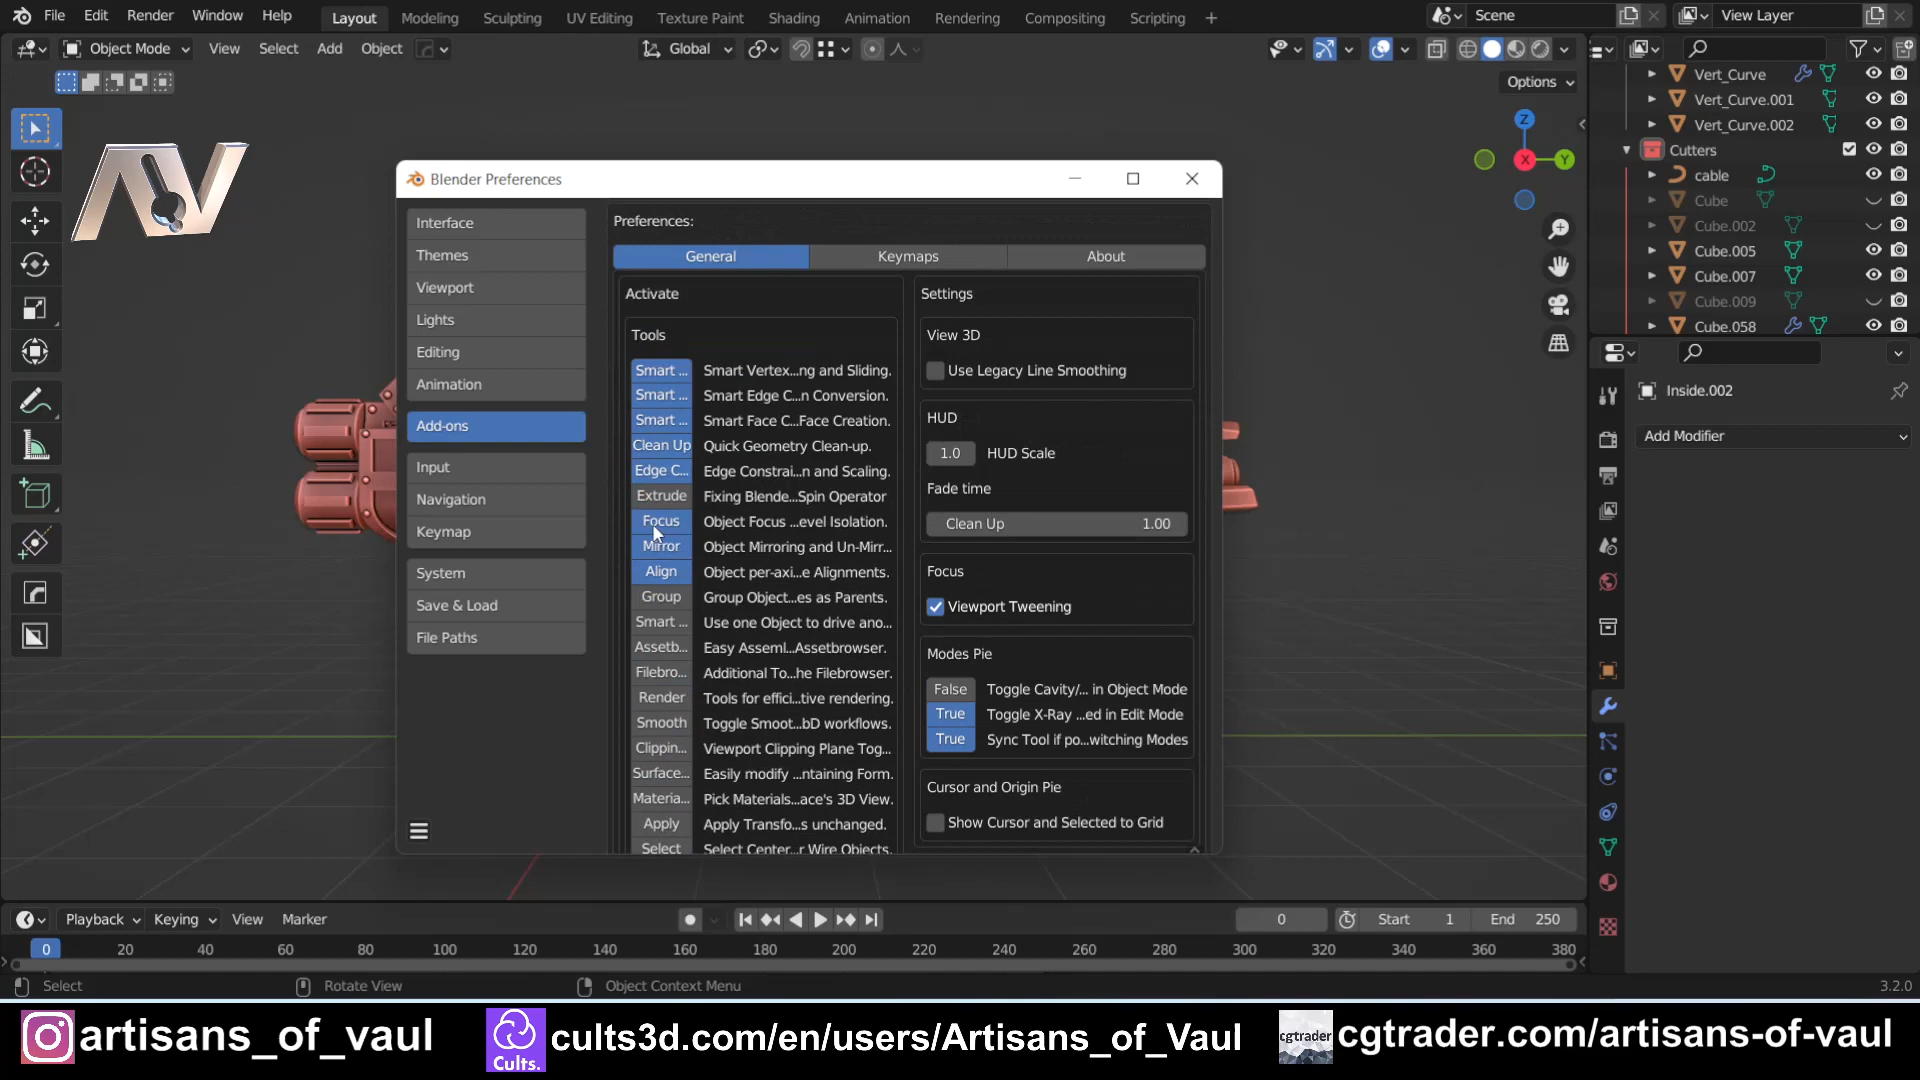 File Edit Render Window Help Layout Modeling Sculpting UV Editing Texture Paint Shading Animation Rendering Compositing Scripting + Scene View Layer
Object Mode View Select Add Object Global
Options
Z
X Y
AV
Vert_Curve
Vert_Curve.001
Vert_Curve.002
Cutters
cable
Cube
Cube.002
Cube.005
Cube.007
Cube.009
Cube.058
Inside.002
Add Modifier
Blender Preferences
Interface
Themes
Viewport
Lights
Editing
Animation
Add-ons
Input
Navigation
Keymap
System
Save & Load
File Paths
Preferences:
General Keymaps About
Activate
Tools
Smart ... Smart Vertex...ng and Sliding.
Smart ... Smart Edge C...n Conversion.
Smart ... Smart Face C...Face Creation.
Clean Up Quick Geometry Clean-up.
Edge C... Edge Constrai...n and Scaling.
Extrude Fixing Blende...Spin Operator
Focus Object Focus ...evel Isolation.
Mirror Object Mirroring and Un-Mirr...
Align Object per-axi...e Alignments.
Group Group Object...es as Parents.
Smart ... Use one Object to drive ano...
Assetb... Easy Asseml...Assetbrowser.
Filebro... Additional To...he Filebrowser.
Render Tools for effici...tive rendering.
Smooth Toggle Smoot...bD workflows.
Clippin... Viewport Clipping Plane Tog...
Surface... Easily modify ...ntaining Form.
Materia... Pick Materials...ace's 3D View.
Apply Apply Transfo...s unchanged.
Select Select Center...r Wire Objects.
Settings
View 3D
Use Legacy Line Smoothing
HUD
1.0 HUD Scale
Fade time
Clean Up 1.00
Focus
Viewport Tweening
Modes Pie
False Toggle Cavity/... in Object Mode
True Toggle X-Ray ...ed in Edit Mode
True Sync Tool if po...witching Modes
Cursor and Origin Pie
Show Cursor and Selected to Grid
Playback Keying View Marker 0 Start 1 End 250
0 20 40 60 80 100 120 140 160 180 200 220 240 260 280 300 320 340 360 380
Select Rotate View Object Context Menu 3.2.0
artisans_of_vaul Cults. cults3d.com/en/users/Artisans_of_Vaul cgtrader cgtrader.com/artisans-of-vaul